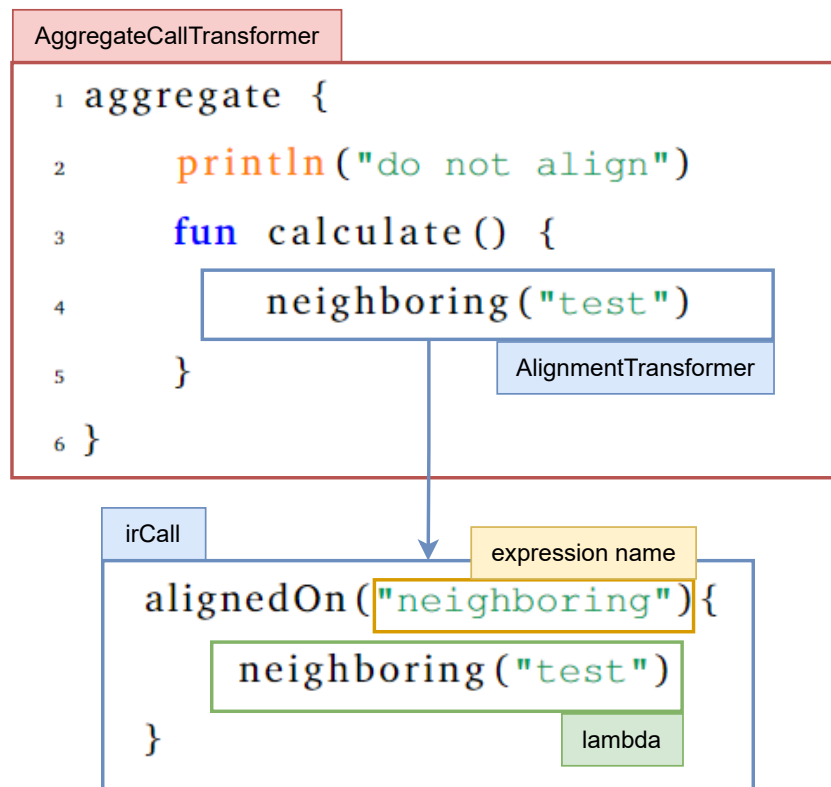 AggregateCallTransformer
1 aggregate {
2 println("do not align")
3 fun calculate() {
4 neighboring("test")
AlignmentTransformer
5 }
6 }
irCall
expression name
alignedOn("neighboring"){
neighboring("test")
lambda
}